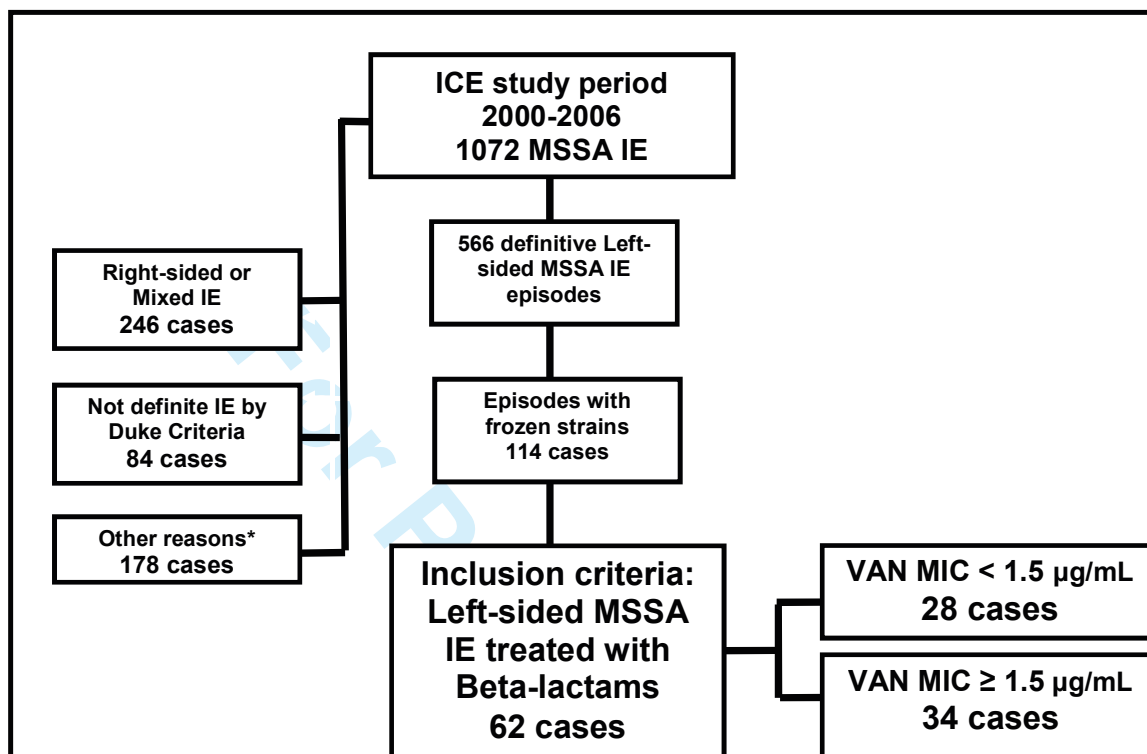 ICE study period
2000-2006
1072 MSSA IE
566 definitive Left-
sided MSSA IE
episodes
Right-sided or
Mixed IE
246 cases
Not definite IE by
Duke Criteria
84 cases
Episodes with
frozen strains
114 cases
Other reasons*
178 cases
Inclusion criteria:
Left-sided MSSA
IE treated with
Beta-lactams
62 cases
VAN MIC < 1.5 µg/mL
28 cases
VAN MIC ≥ 1.5 µg/mL
34 cases
For P